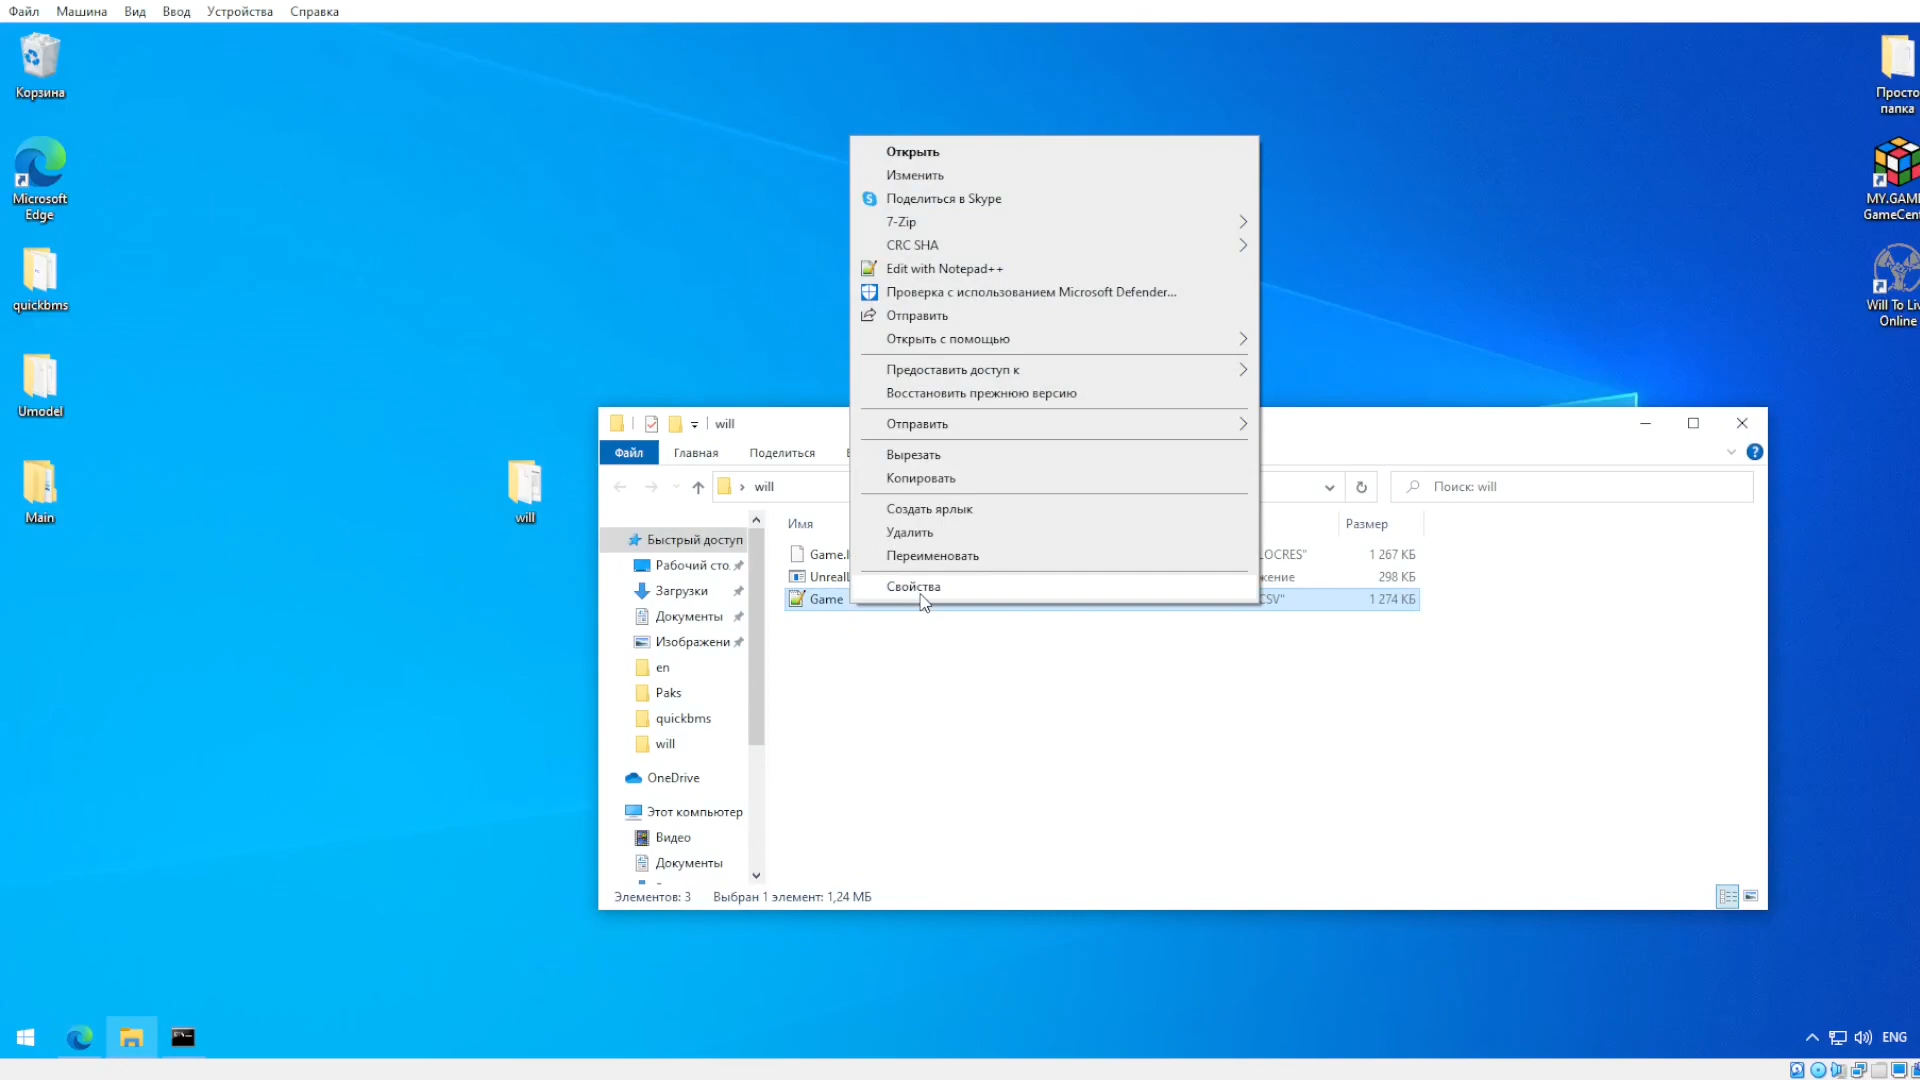 Файл Машина Вид Ввод Устройства Справка
Корзина
Microsoft
Edge
quickbms
Umodel
Main
will
Просто
папка
MY.GAM
GameCent
Will To Liv
Online
Открыть
Изменить
Поделиться в Skype
7-Zip
CRC SHA
Edit with Notepad++
Проверка с использованием Microsoft Defender...
Отправить
Открыть с помощью
Предоставить доступ к
Восстановить прежнюю версию
Отправить
Вырезать
Копировать
Создать ярлык
Удалить
Переименовать
Свойства
will
Файл Главная Поделиться
will
Поиск: will
Имя Размер
Game.l OCRES" 1 267 КБ
Unreall жение 298 КБ
Game CSV" 1 274 КБ
Быстрый доступ
Рабочий сто
Загрузки
Документы
Изображени
en
Paks
quickbms
will
OneDrive
Этот компьютер
Видео
Документы
Элементов: 3 Выбран 1 элемент: 1,24 МБ
ENG